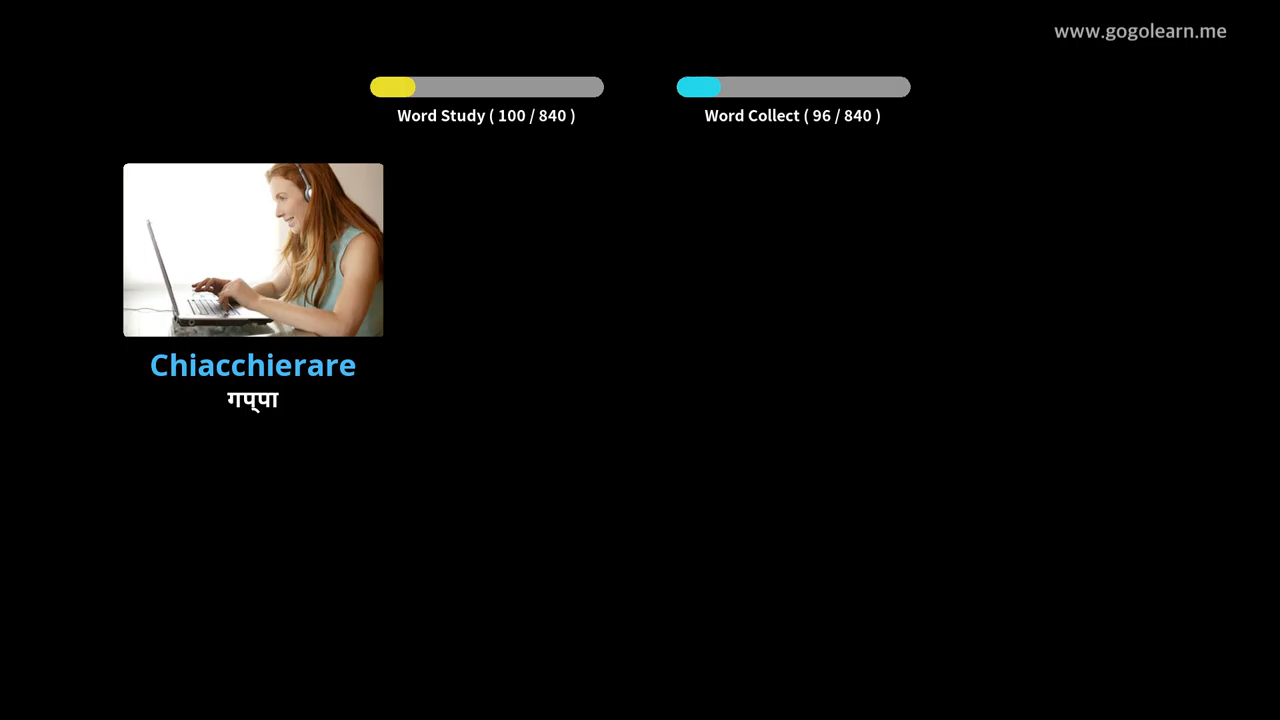 www.gogolearn.me
Word Study ( 100 / 840 )
Word Collect ( 96 / 840 )
Chiacchierare
गप्पा